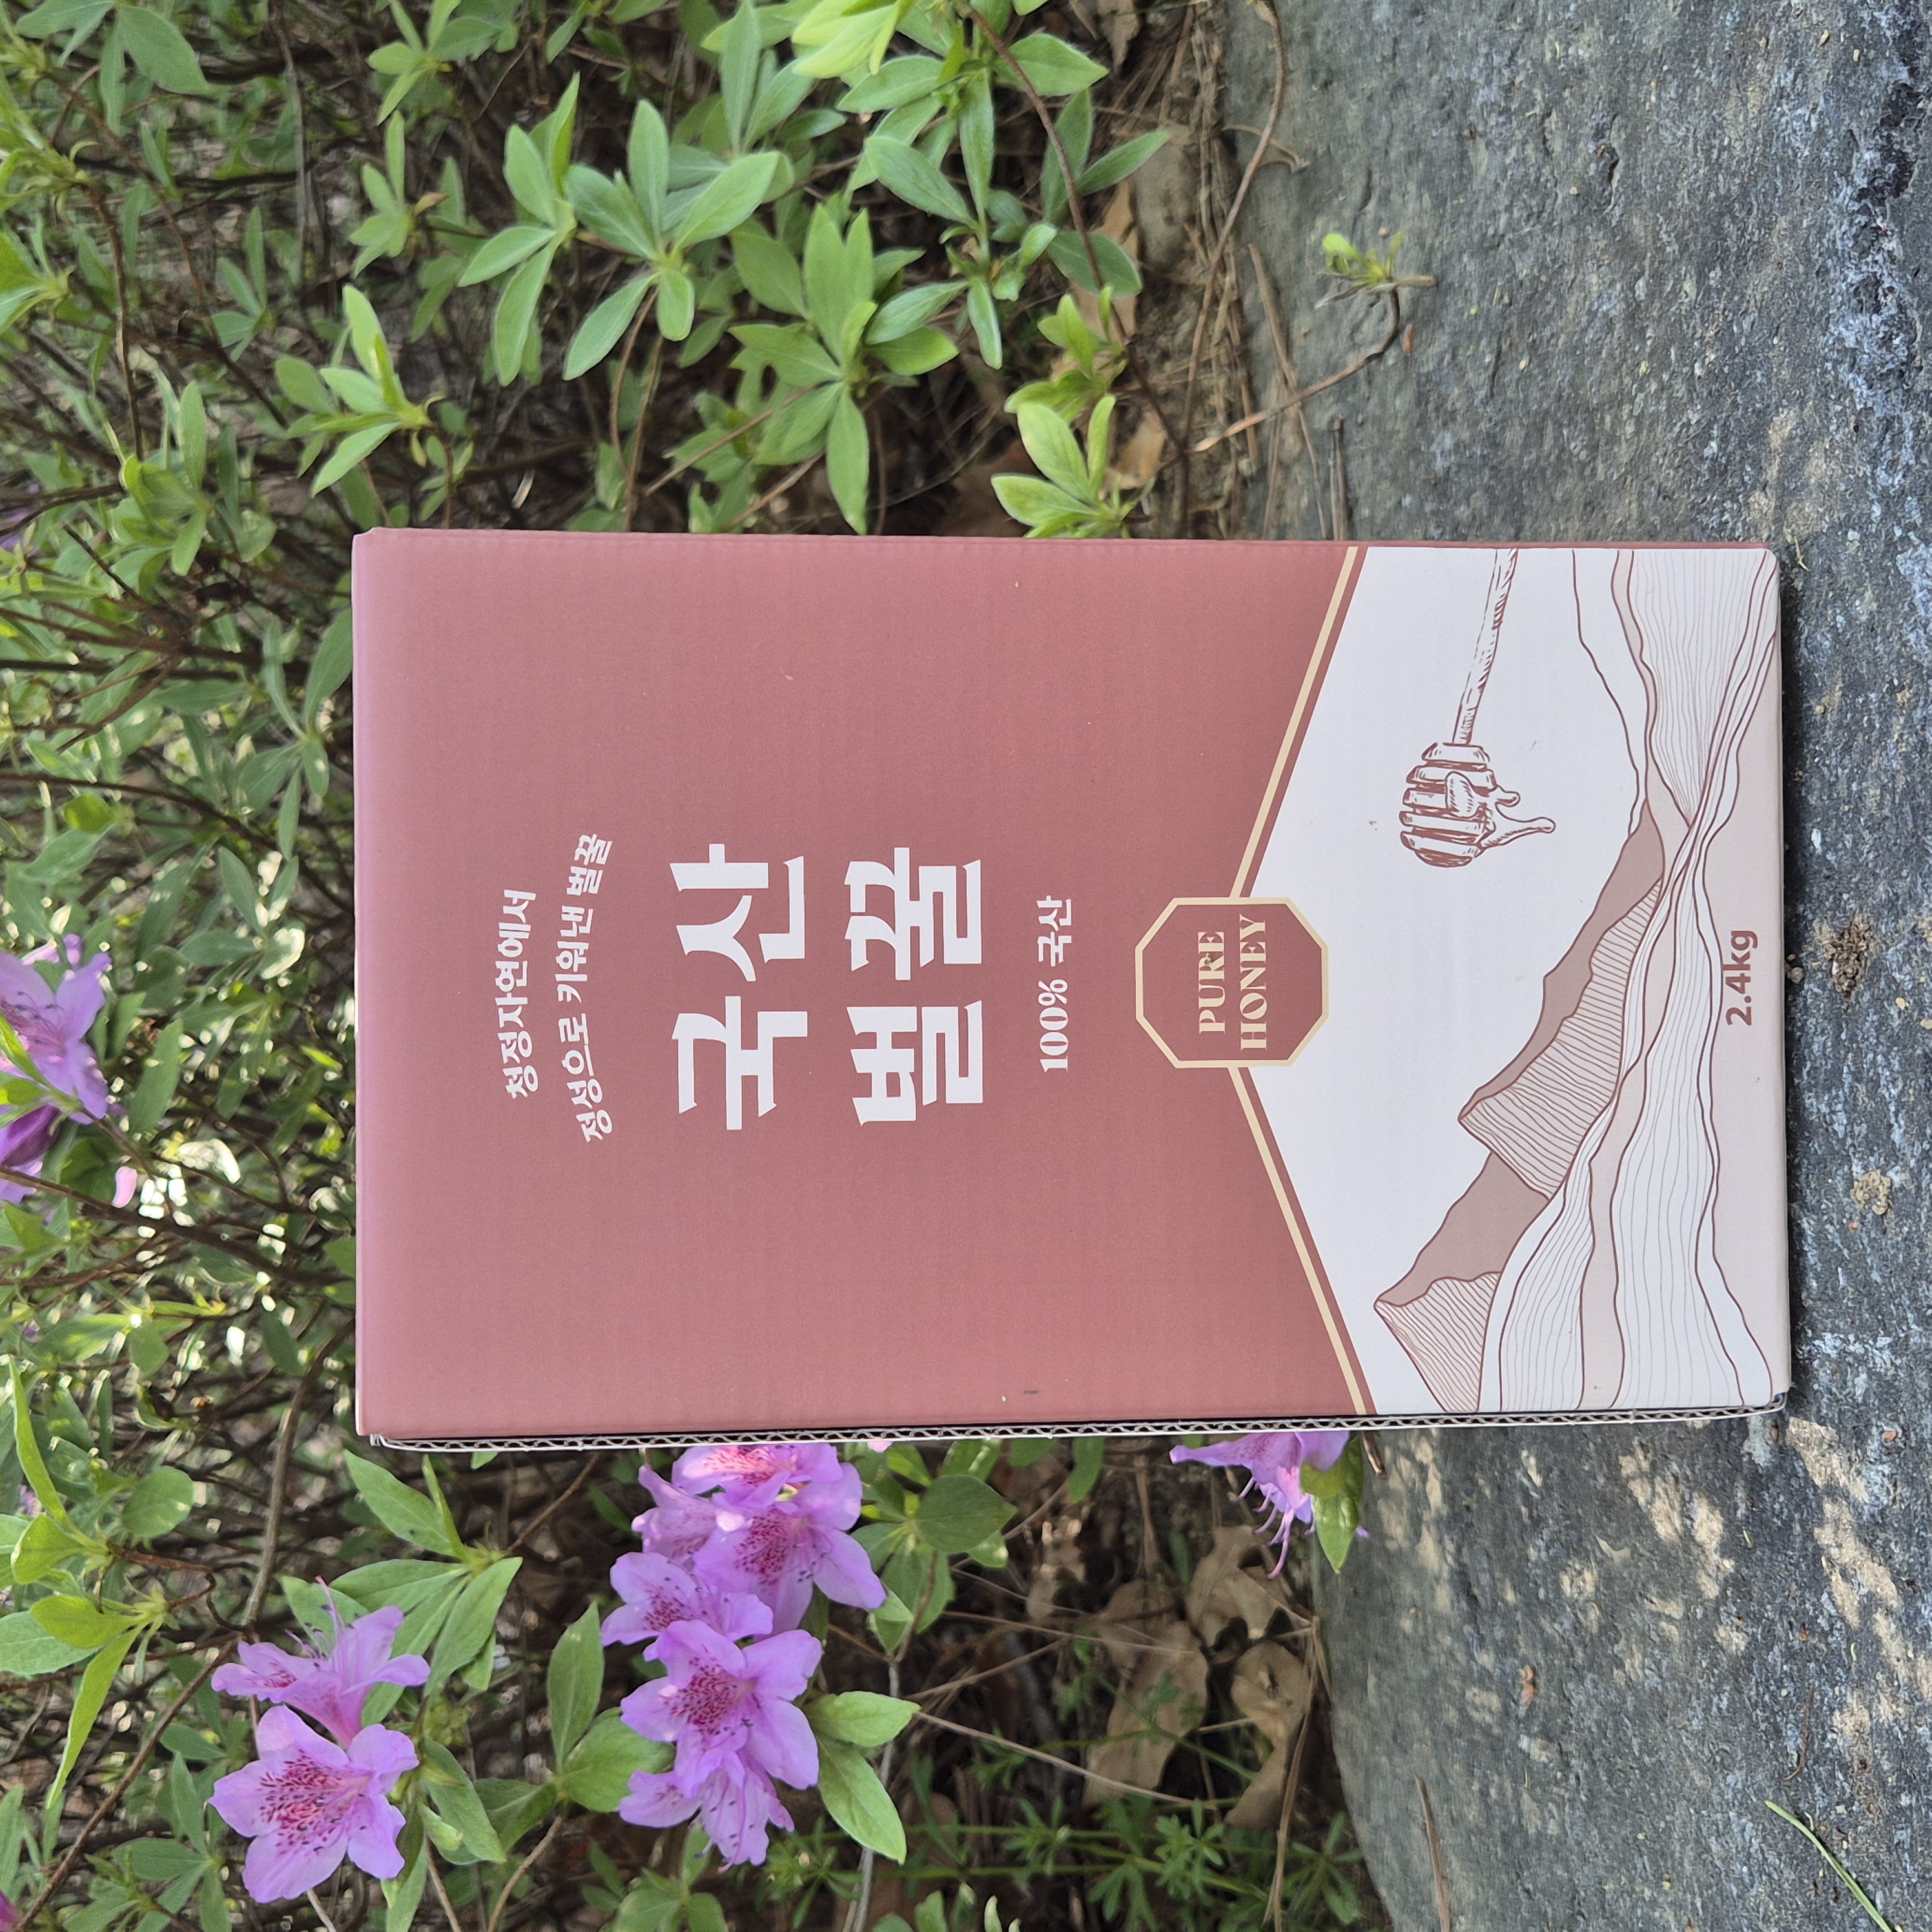 청정자연에서
정성으로 키워낸 벌꿀
국산
벌꿀
100% 국산
PURE
HONEY
2.4kg